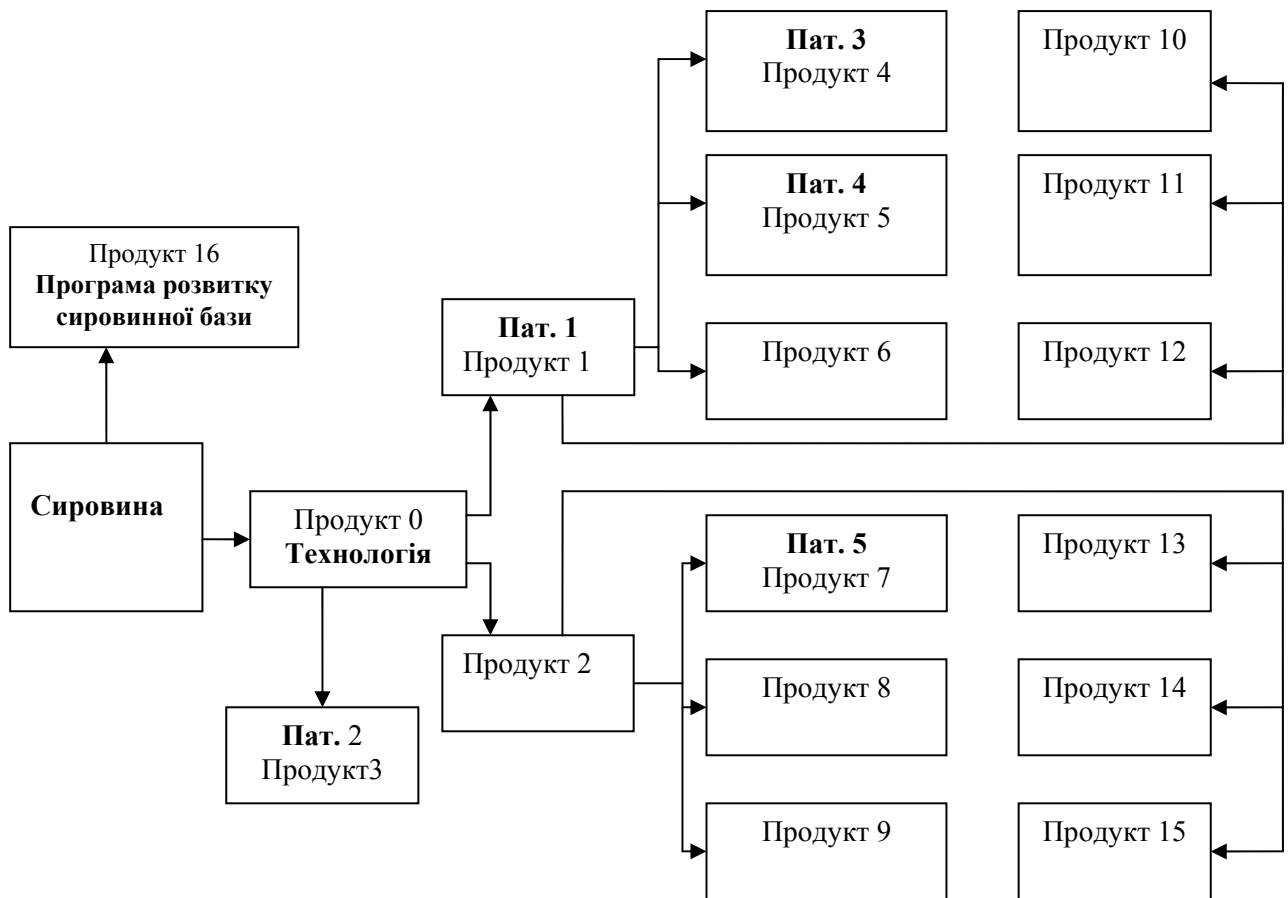 Пат. 3
Продукт 4
Продукт 10
Пат. 4
Продукт 5
Продукт 11
Продукт 16
Програма розвитку
сировинної бази
Пат. 1
Продукт 1
Продукт 6
Продукт 12
Сировина
Продукт 0
Технологія
Пат. 5
Продукт 7
Продукт 13
Продукт 2
Продукт 8
Продукт 14
Пат. 2
Продукт3
Продукт 9
Продукт 15